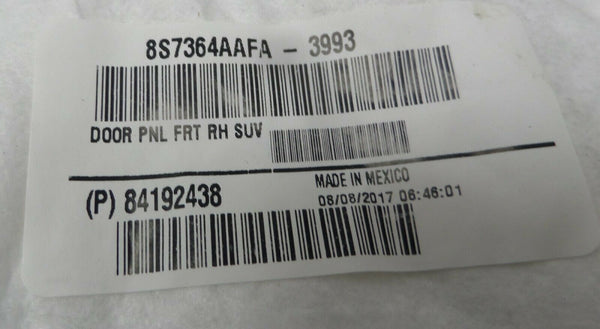 8S7364AAFA - 3993
DOOR PNL FRT RH SUV
(P) 84192438
MADE IN MEXICO
08/08/2017 06:46:01